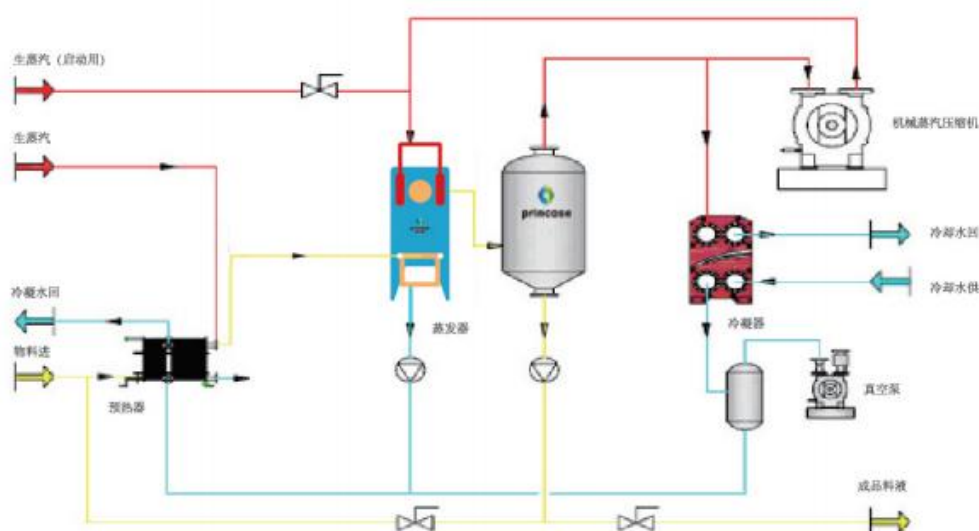 生蒸汽（启动用）
生蒸汽
机械蒸汽压缩机
princase
冷却水回
冷却水供
冷凝水回
蒸发器
冷凝器
物料进
预热器
真空泵
成品料液